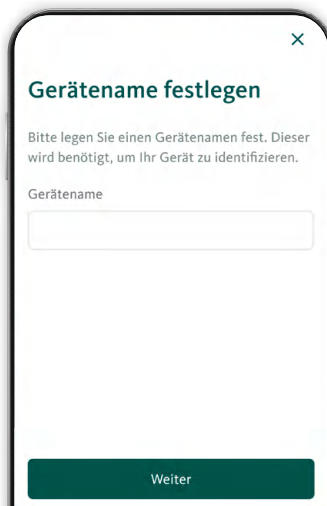 Gerätename festlegen
Bitte legen Sie einen Gerätenamen fest. Dieser
wird benötigt, um Ihr Gerät zu identifizieren.
Gerätename
Weiter